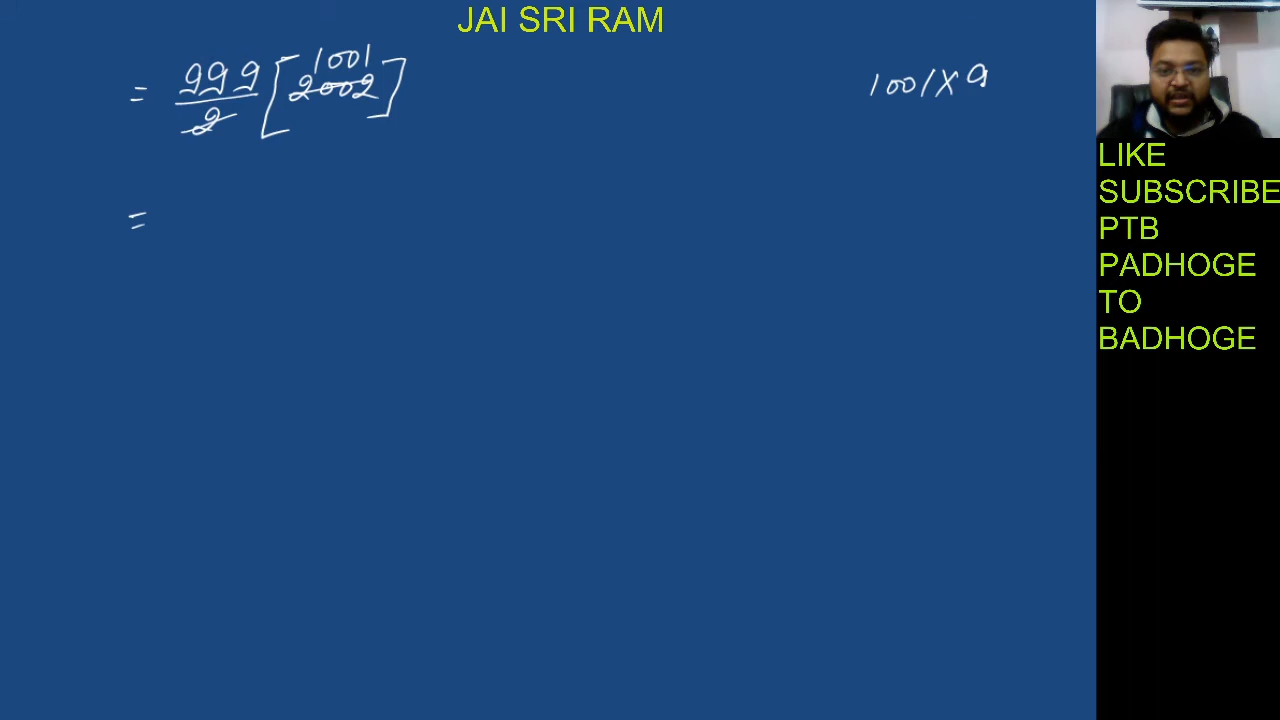 JAI SRI RAM
1001
= 999/2 [2002]
1001 X 9
=
LIKE
SUBSCRIBE
PTB
PADHOGE
TO
BADHOGE